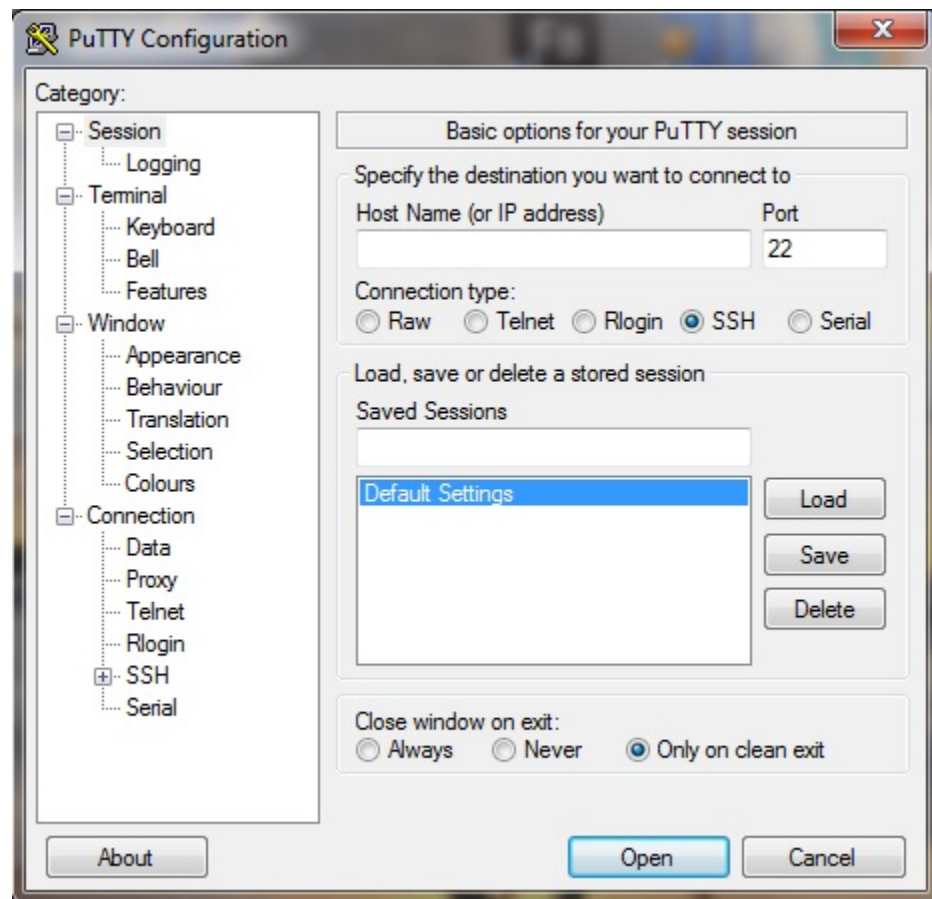 PuTTY Configuration
Category:
Session
Logging
Terminal
Keyboard
Bell
Features
Window
Appearance
Behaviour
Translation
Selection
Colours
Connection
Data
Proxy
Telnet
Rlogin
SSH
Serial
Basic options for your PuTTY session
Specify the destination you want to connect to
Host Name (or IP address) Port
22
Connection type:
Raw Telnet Rlogin SSH Serial
Load, save or delete a stored session
Saved Sessions
Default Settings
Load
Save
Delete
Close window on exit:
Always Never Only on clean exit
About Open Cancel